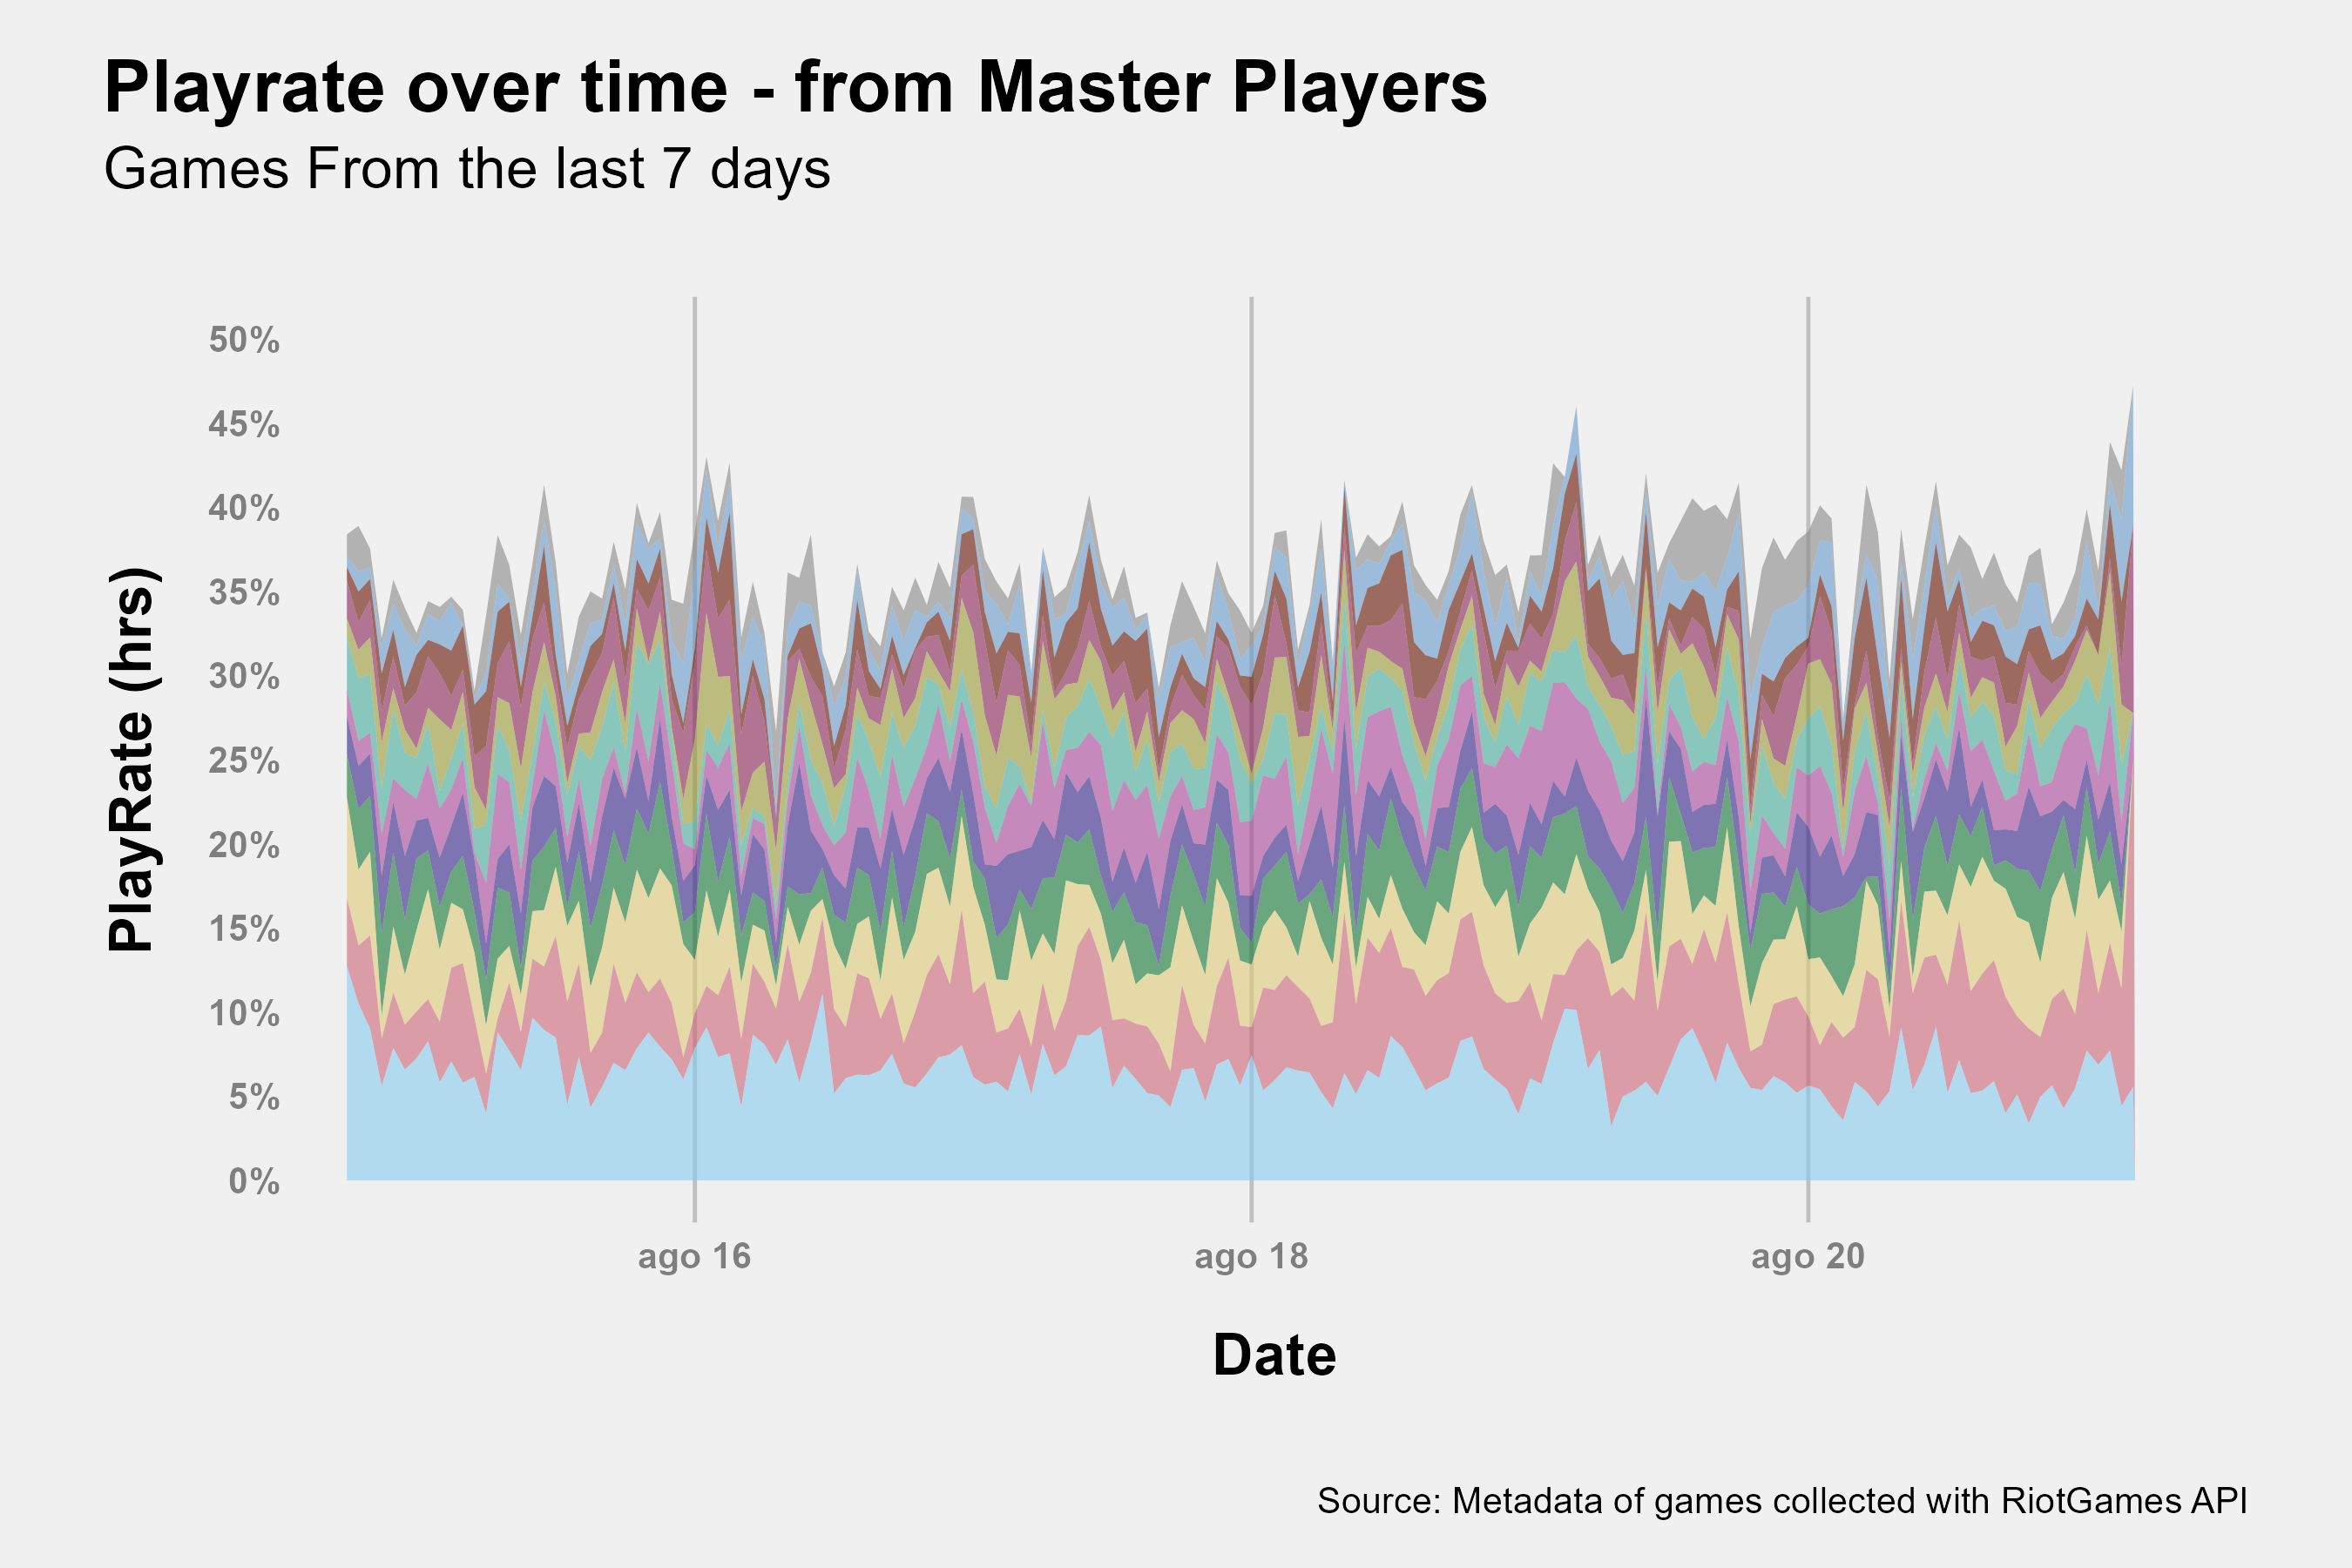 Playrate over time - from Master Players
Games From the last 7 days
PlayRate (hrs)
50%
45%
40%
35%
30%
25%
20%
15%
10%
5%
0%
ago 16
ago 18
ago 20
Date
Source: Metadata of games collected with RiotGames API